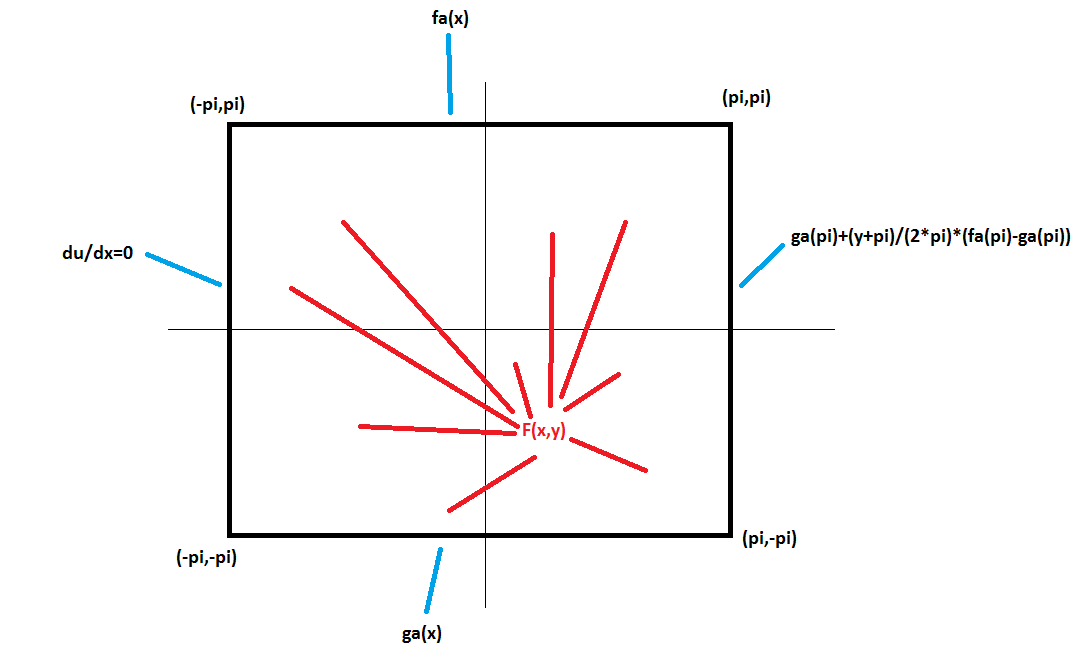 fa(x)
(-pi,pi)
(pi,pi)
du/dx=0
ga(pi)+(y+pi)/(2*pi)*(fa(pi)-ga(pi))
F(x,y)
(-pi,-pi)
(pi,-pi)
ga(x)